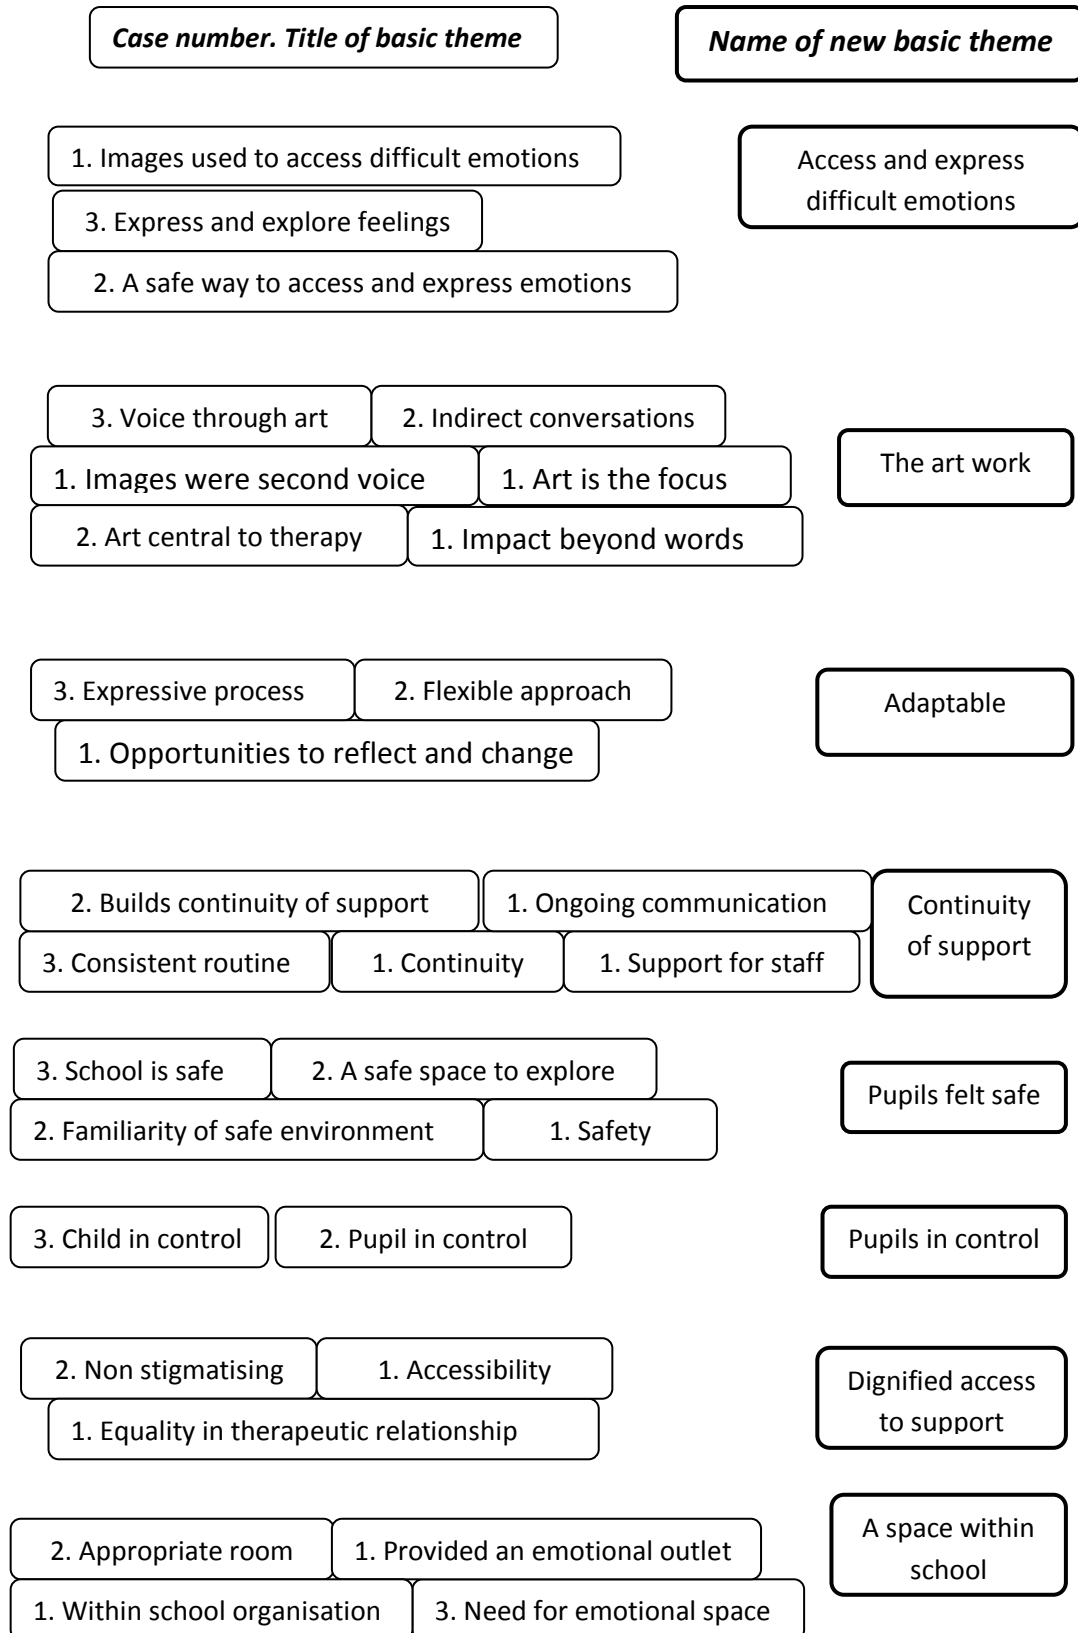 Case number. Title of basic theme
Name of new basic theme
1. Images used to access difficult emotions
3. Express and explore feelings
2. A safe way to access and express emotions
Access and express
difficult emotions
3. Voice through art
2. Indirect conversations
1. Images were second voice
1. Art is the focus
2. Art central to therapy
1. Impact beyond words
The art work
3. Expressive process
2. Flexible approach
1. Opportunities to reflect and change
Adaptable
2. Builds continuity of support
1. Ongoing communication
3. Consistent routine
1. Continuity
1. Support for staff
Continuity
of support
3. School is safe
2. A safe space to explore
2. Familiarity of safe environment
1. Safety
Pupils felt safe
3. Child in control
2. Pupil in control
Pupils in control
2. Non stigmatising
1. Accessibility
1. Equality in therapeutic relationship
Dignified access
to support
2. Appropriate room
1. Provided an emotional outlet
1. Within school organisation
3. Need for emotional space
A space within
school